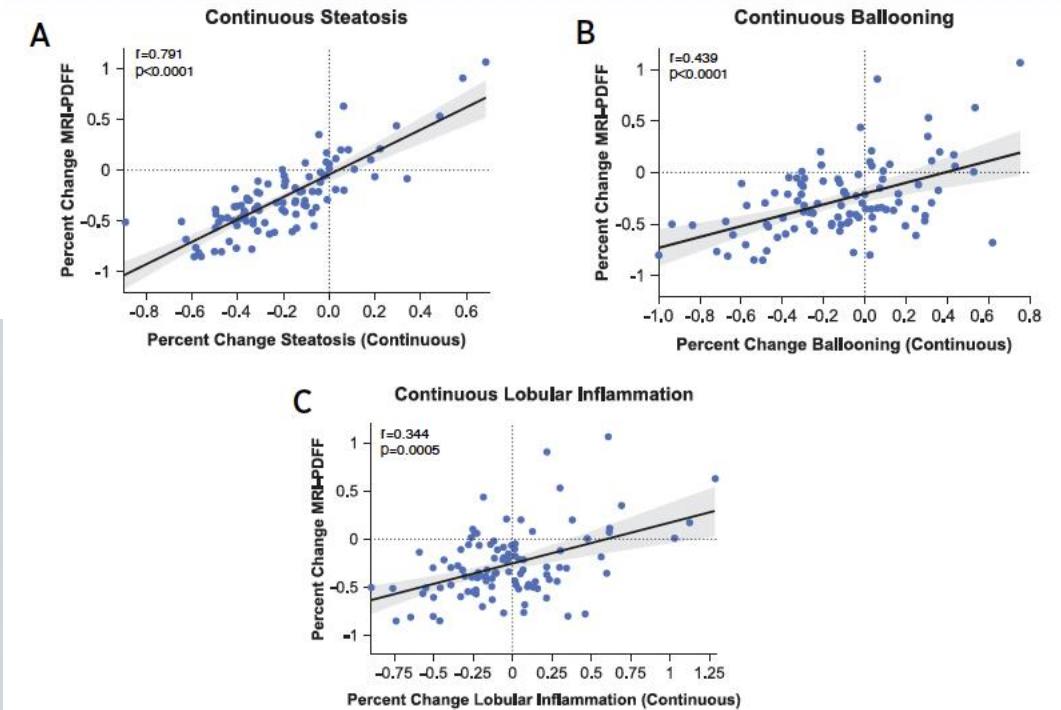 Continuous Steatosis
A
r=0.791
p<0.0001
Percent Change MRI-PDFF
1
0.5
0
-0.5
-1
-0.8 -0.6 -0.4 -0.2 0.0 0.2 0.4 0.6
Percent Change Steatosis (Continuous)
Continuous Ballooning
B
r=0.439
p<0.0001
Percent Change MRI-PDFF
1
0.5
0
-0.5
-1
-1.0 -0.8 -0.6 -0.4 -0.2 0.0 0.2 0.4 0.6 0.8
Percent Change Ballooning (Continuous)
Continuous Lobular Inflammation
C
r=0.344
p=0.0005
Percent Change MRI-PDFF
1
0.5
0
-0.5
-1
-0.75 -0.5 -0.25 0 0.25 0.5 0.75 1 1.25
Percent Change Lobular Inflammation (Continuous)